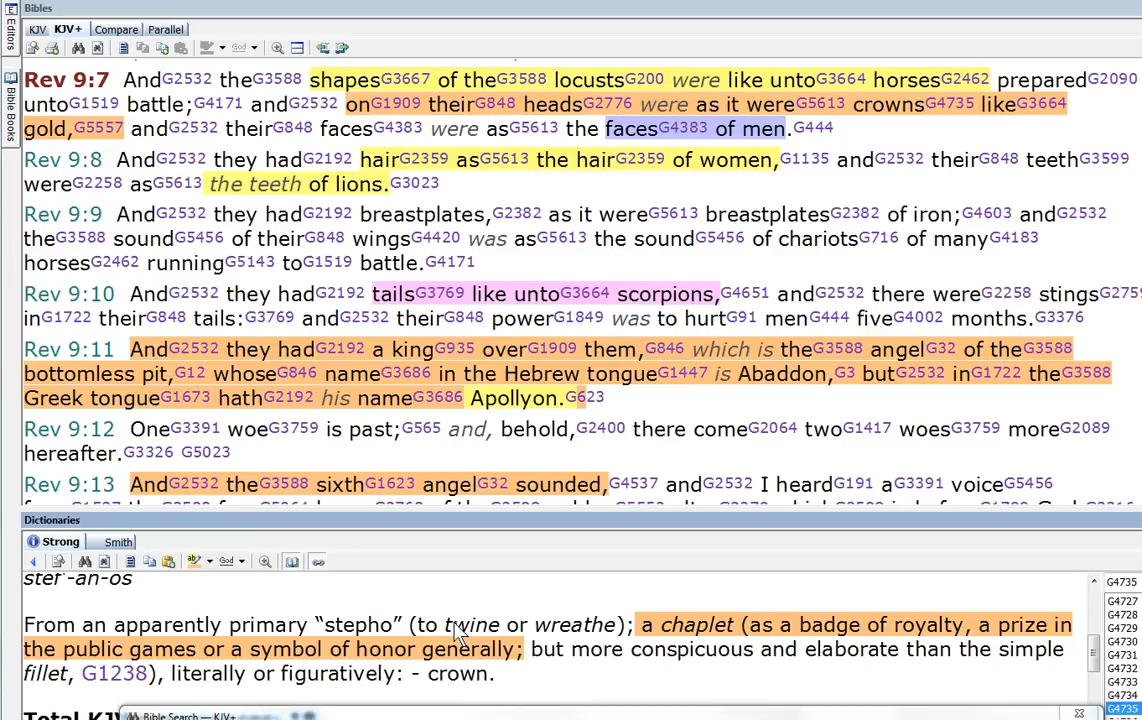 Bibles
Editors
Bible Books
KJV KJV+ Compare Parallel
God
Rev 9:7 AndG2532 theG3588 shapesG3667 of theG3588 locustsG200 were like untoG3664 horsesG2462 preparedG2090
untoG1519 battle;G4171 andG2532 onG1909 theirG848 headsG2776 were as it wereG5613 crownsG4735 likeG3664
gold,G5557 andG2532 theirG848 facesG4383 were asG5613 the facesG4383 of men.G444
Rev 9:8 AndG2532 they hadG2192 hairG2359 asG5613 the hairG2359 of women,G1135 andG2532 theirG848 teethG3599
wereG2258 asG5613 the teeth of lions.G3023
Rev 9:9 AndG2532 they hadG2192 breastplates,G2382 as it wereG5613 breastplatesG2382 of iron;G4603 andG2532
theG3588 soundG5456 of theirG848 wingsG4420 was asG5613 the soundG5456 of chariotsG716 of manyG4183
horsesG2462 runningG5143 toG1519 battle.G4171
Rev 9:10 AndG2532 they hadG2192 tailsG3769 like untoG3664 scorpions,G4651 andG2532 there wereG2258 stingsG2759
inG1722 theirG848 tails:G3769 andG2532 theirG848 powerG1849 was to hurtG91 menG444 fiveG4002 months.G3376
Rev 9:11 AndG2532 they hadG2192 a kingG935 overG1909 them,G846 which is theG3588 angelG32 of theG3588
bottomless pit,G12 whoseG846 nameG3686 in the Hebrew tongueG1447 is Abaddon,G3 butG2532 inG1722 theG3588
Greek tongueG1673 hathG2192 his nameG3686 Apollyon.G623
Rev 9:12 OneG3391 woeG3759 is past;G565 and, behold,G2400 there comeG2064 twoG1417 woesG3759 moreG2089
hereafter.G3326 G5023
Rev 9:13 AndG2532 theG3588 sixthG1623 angelG32 sounded,G4537 andG2532 I heardG191 aG3391 voiceG5456
Dictionaries
Strong Smith
God
stef'-an-os
From an apparently primary “stepho” (to twine or wreathe); a chaplet (as a badge of royalty, a prize in
the public games or a symbol of honor generally; but more conspicuous and elaborate than the simple
fillet, G1238), literally or figuratively: - crown.
Total KJV
Bible Search — KJV+
G4735
G4727
G4728
G4729
G4730
G4731
G4732
G4733
G4734
G4735